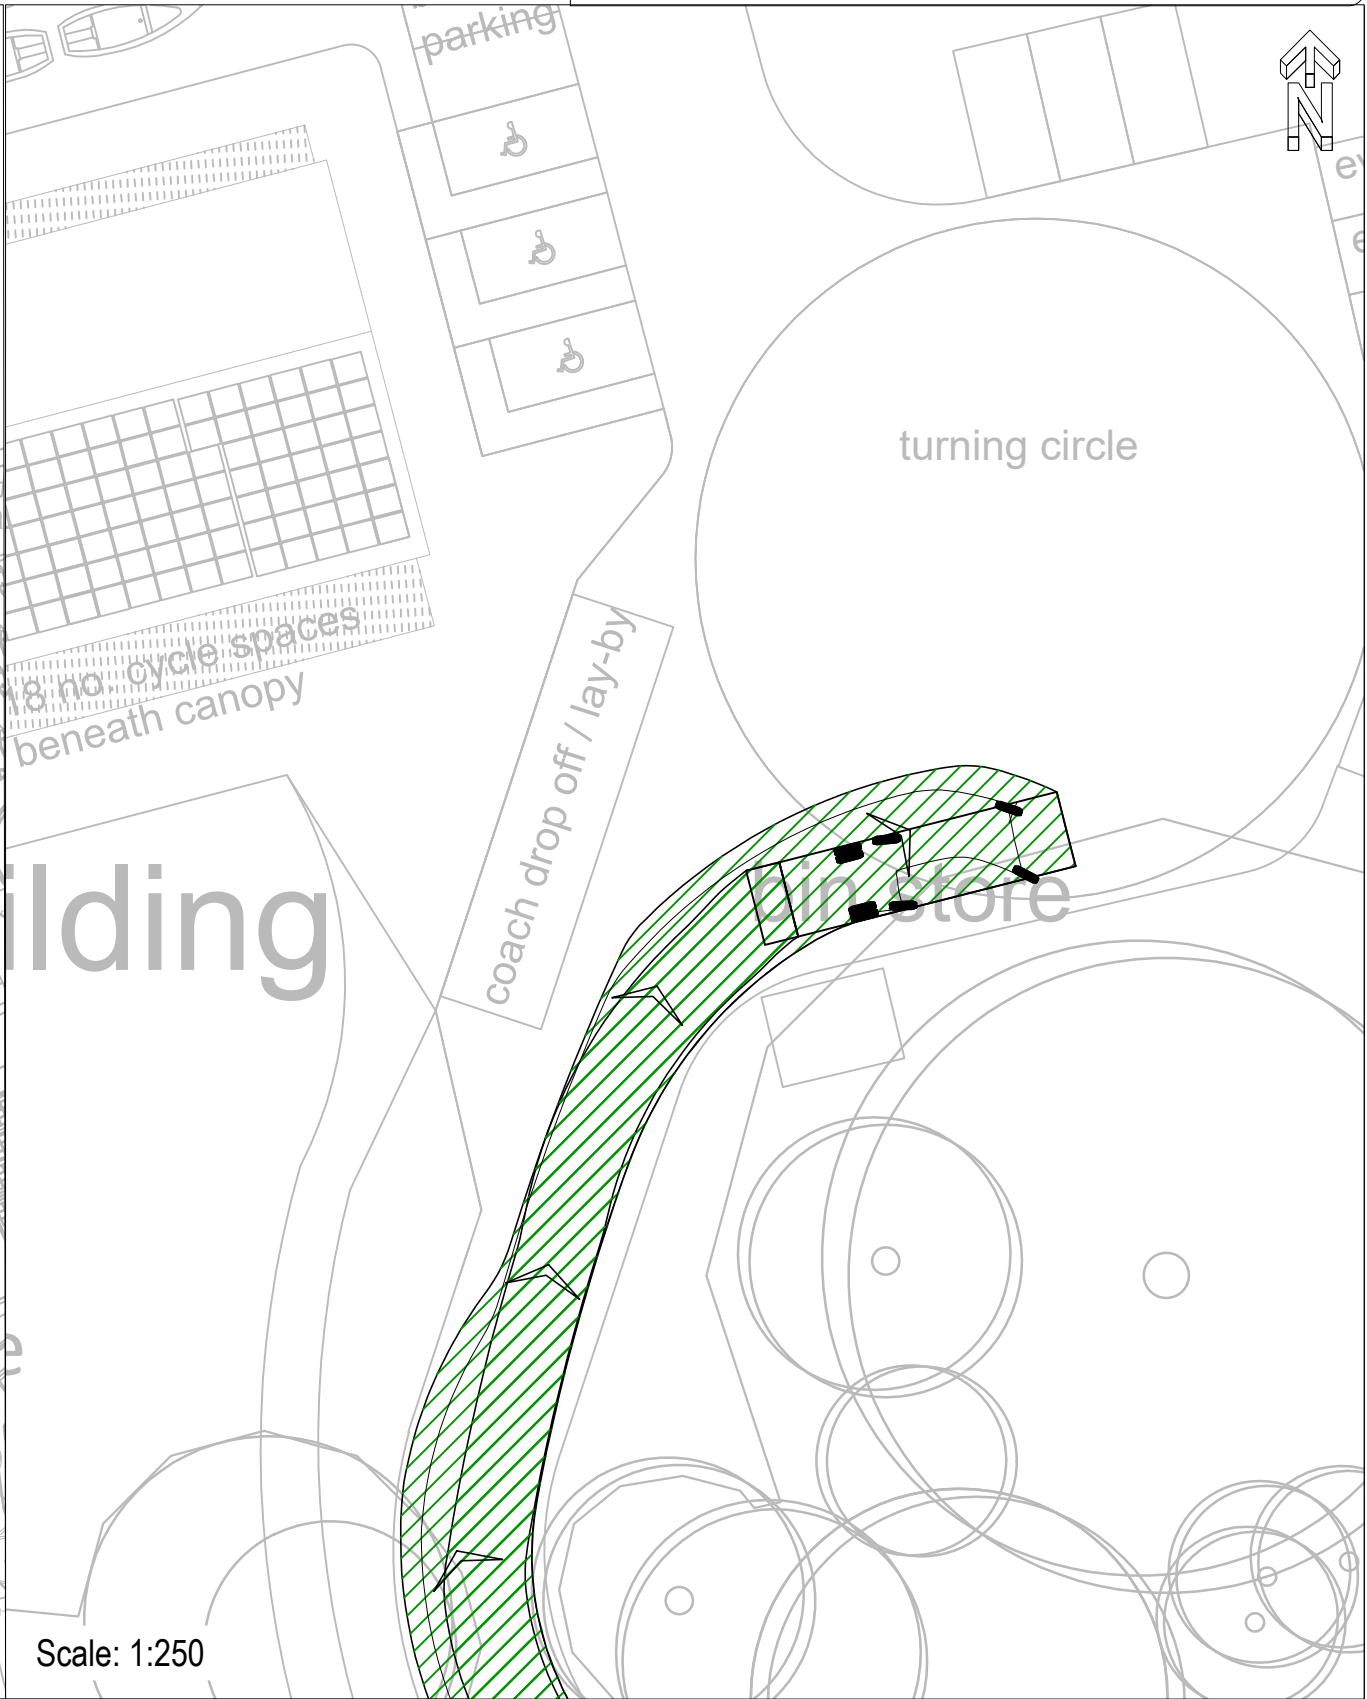 parking
N
turning circle
18 no. cycle spaces
beneath canopy
coach drop off / lay-by
ilding
bin store
e
Scale: 1:250